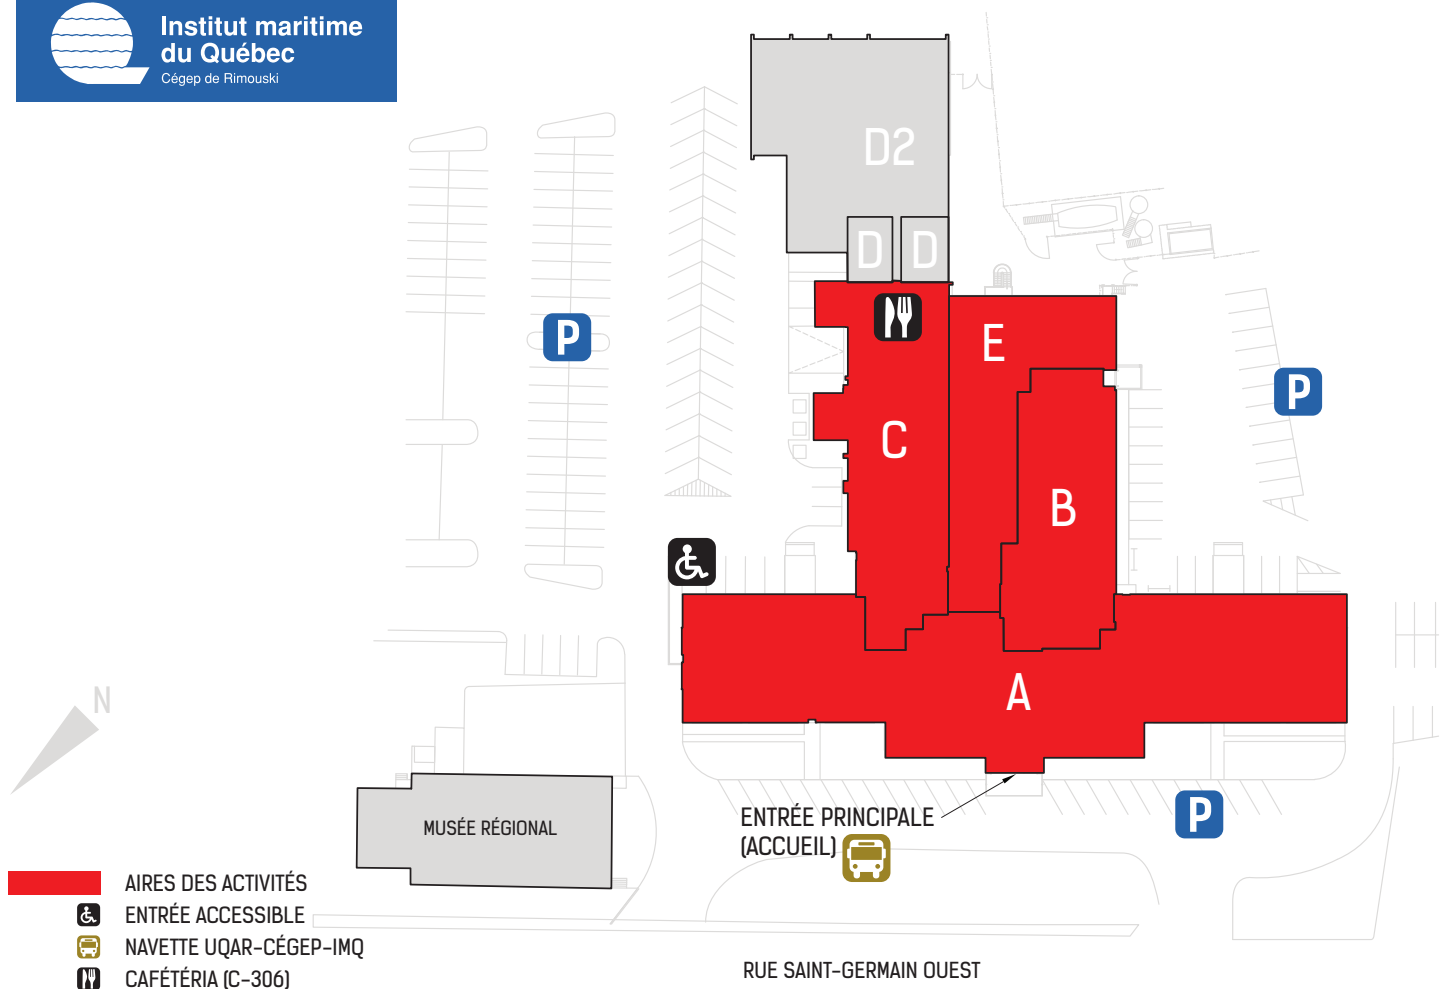 Institut maritime
du Québec
Cégep de Rimouski
D2
D D
P
E
P
C
B
A
N
P
ENTRÉE PRINCIPALE
(ACCUEIL)
MUSÉE RÉGIONAL
AIRES DES ACTIVITÉS
ENTRÉE ACCESSIBLE
NAVETTE UQAR-CÉGEP-IMQ
CAFÉTÉRIA (C-306)
RUE SAINT-GERMAIN OUEST